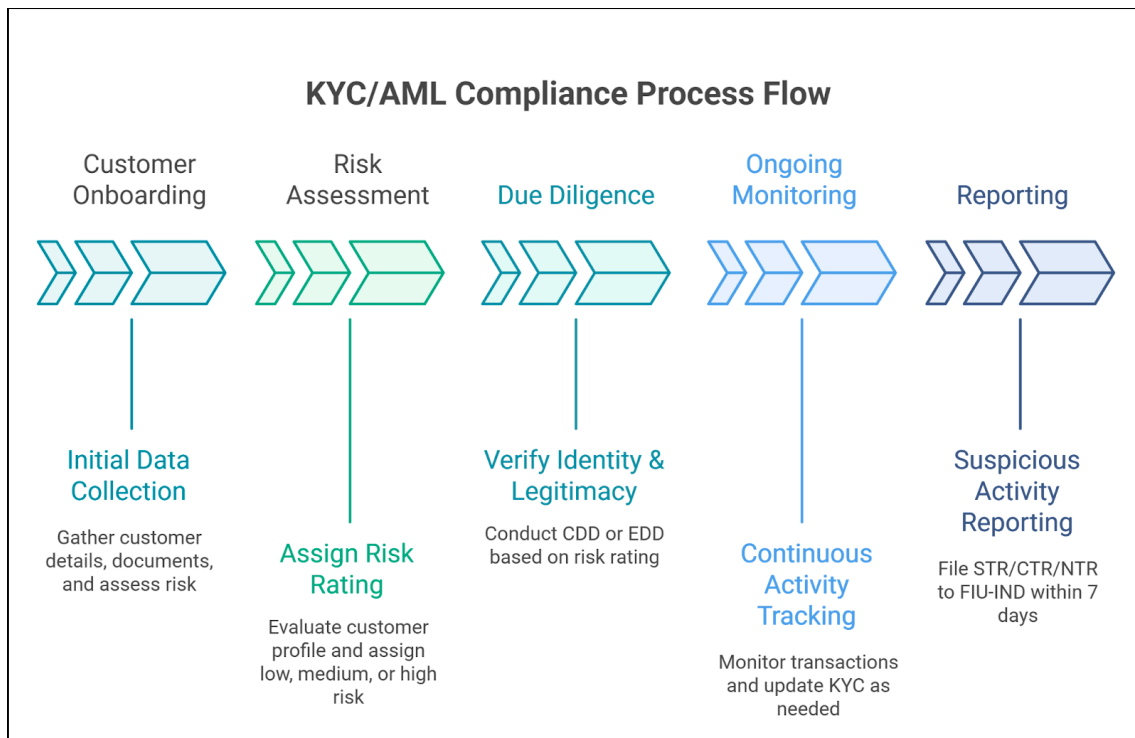 KYC/AML Compliance Process Flow
Customer
Onboarding
Risk
Assessment
Due Diligence
Ongoing
Monitoring
Reporting
Initial Data
Collection
Gather customer
details, documents,
and assess risk
Assign Risk
Rating
Evaluate customer
profile and assign
low, medium, or high
risk
Verify Identity &
Legitimacy
Conduct CDD or EDD
based on risk rating
Continuous
Activity
Tracking
Monitor transactions
and update KYC as
needed
Suspicious
Activity
Reporting
File STR/CTR/NTR
to FIU-IND within 7
days